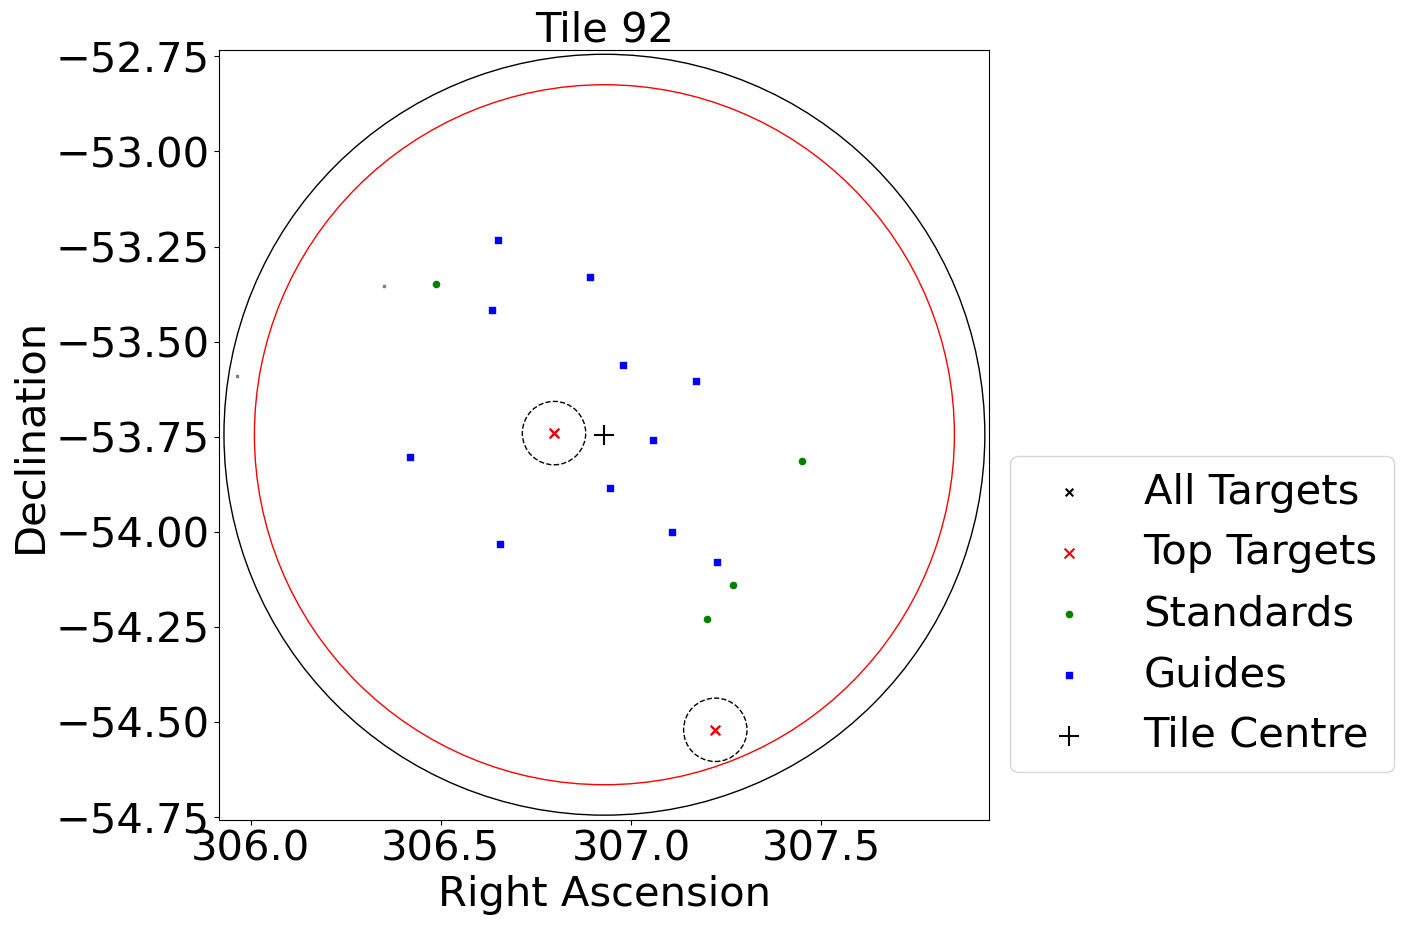 Tile 92
−52.75
−53.00
−53.25
−53.50
−53.75
−54.00
−54.25
−54.50
−54.75
Declination
306.0 306.5 307.0 307.5
Right Ascension
All Targets
Top Targets
Standards
Guides
Tile Centre